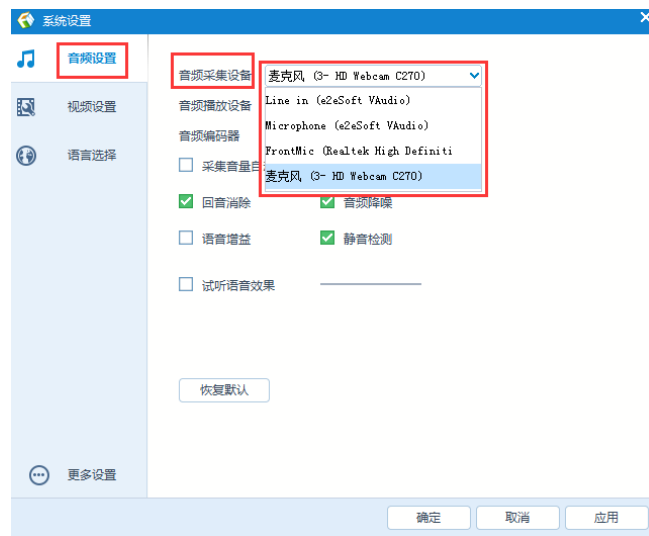 系统设置
音频设置
视频设置
语言选择
更多设置
音频采集设备
麦克风 (3- HD Webcam C270)
Line in (e2eSoft VAudio)
Microphone (e2eSoft VAudio)
FrontMic (Realtek High Definiti
麦克风 (3- HD Webcam C270)
音频播放设备
音频编码器
采集音量自
回音消除 音频降噪
语音增益 静音检测
试听语音效果
恢复默认
确定 取消 应用